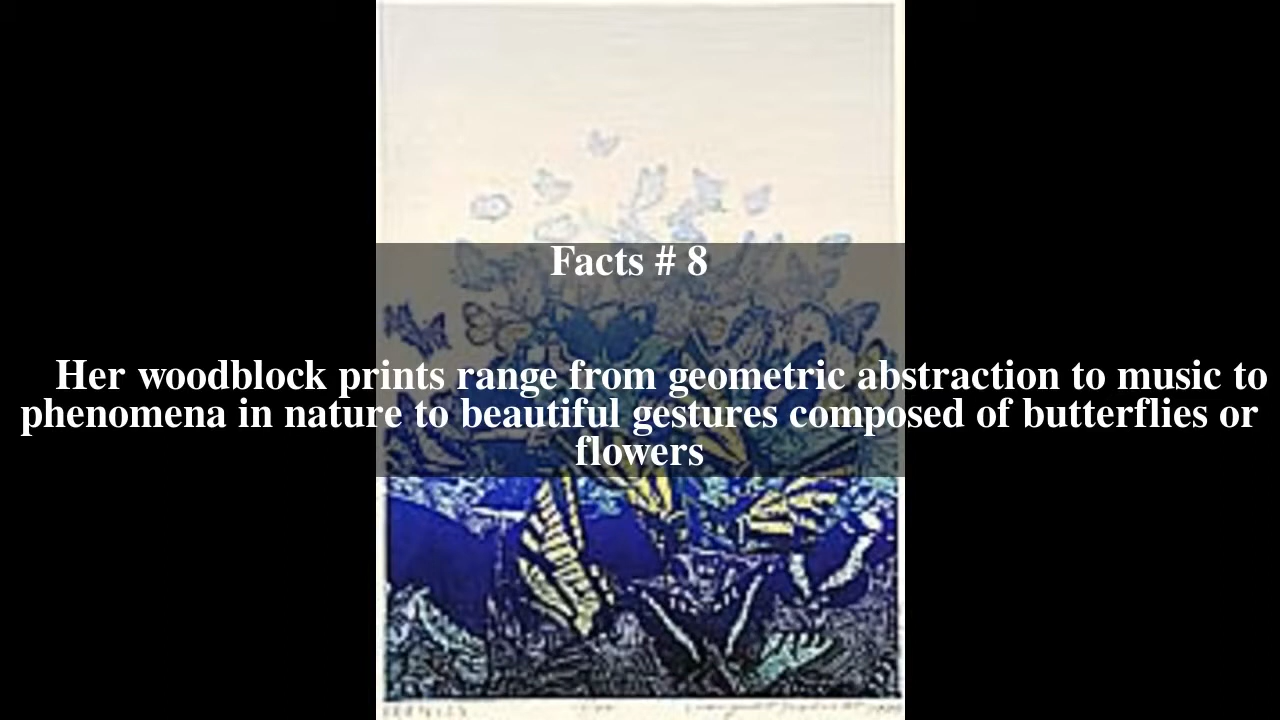 Facts # 8
Her woodblock prints range from geometric abstraction to music to
phenomena in nature to beautiful gestures composed of butterflies or
flowers